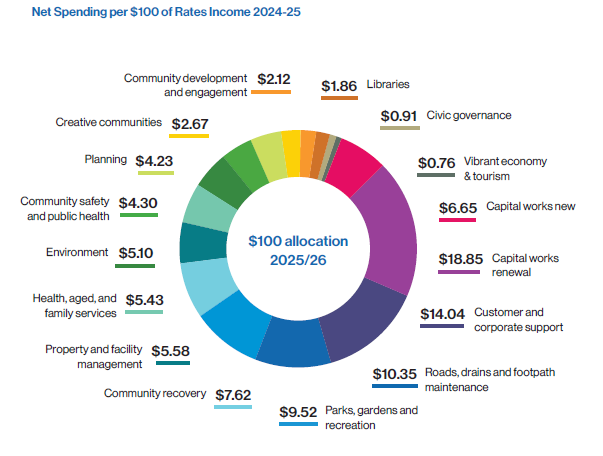 Net Spending per $100 of Rates Income 2024-25
Community development
and engagement
$2.12
$1.86
Libraries
$0.91
Civic governance
Creative communities
$2.67
Planning
$4.23
$0.76
Vibrant economy
& tourism
Community safety
and public health
$4.30
$6.65
Capital works new
$100 allocation
2025/26
Environment
$5.10
$18.85
Capital works
renewal
Health, aged, and
family services
$5.43
$14.04
Customer and
corporate support
Property and facility
management
$5.58
$10.35
Roads, drains and footpath
maintenance
Community recovery
$7.62
$9.52
Parks, gardens and
recreation